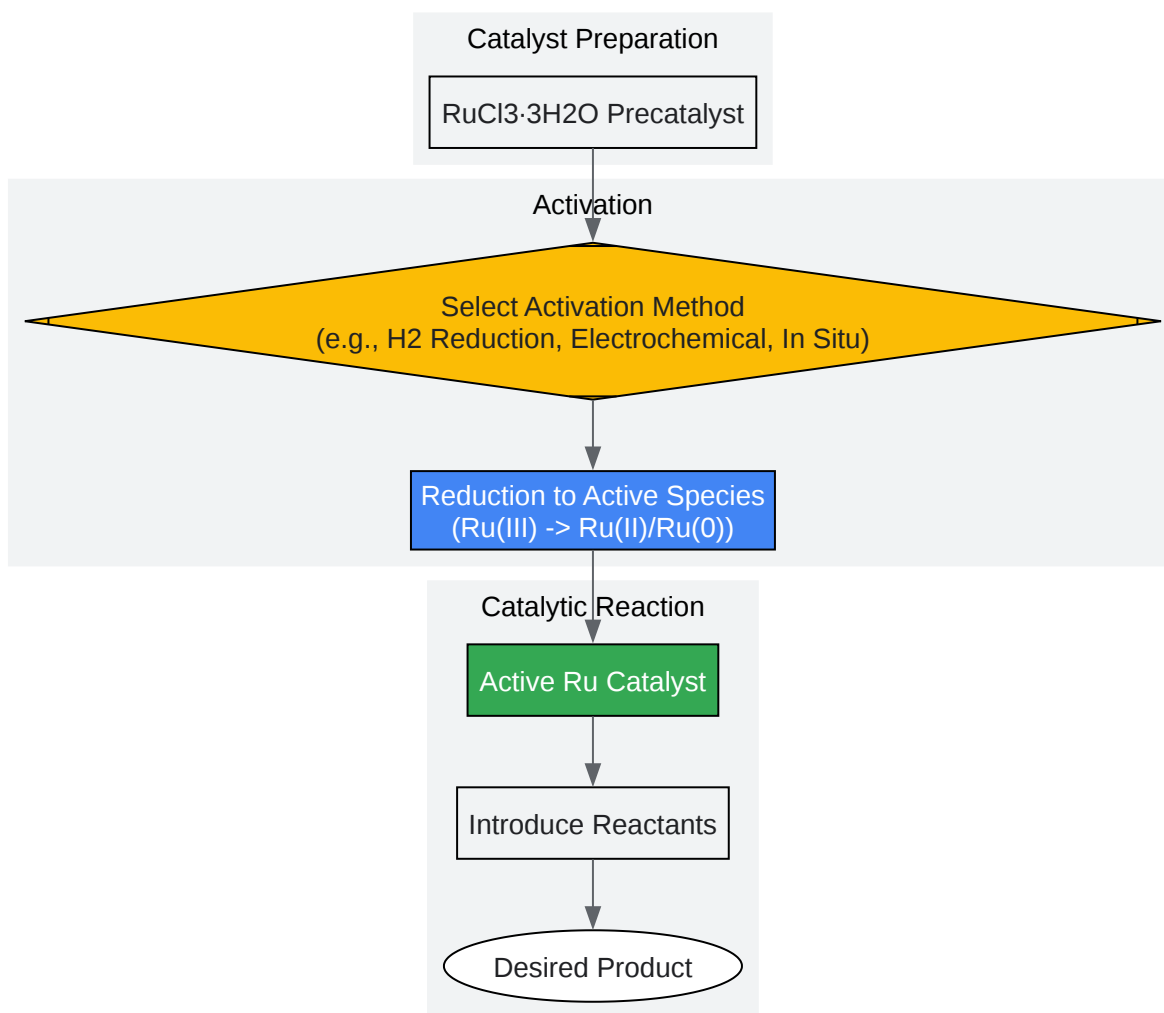 Catalyst Preparation
RuCl3·3H2O Precatalyst
Activation
Select Activation Method
(e.g., H2 Reduction, Electrochemical, In Situ)
Reduction to Active Species
(Ru(III) -> Ru(II)/Ru(0))
Catalytic Reaction
Active Ru Catalyst
Introduce Reactants
Desired Product